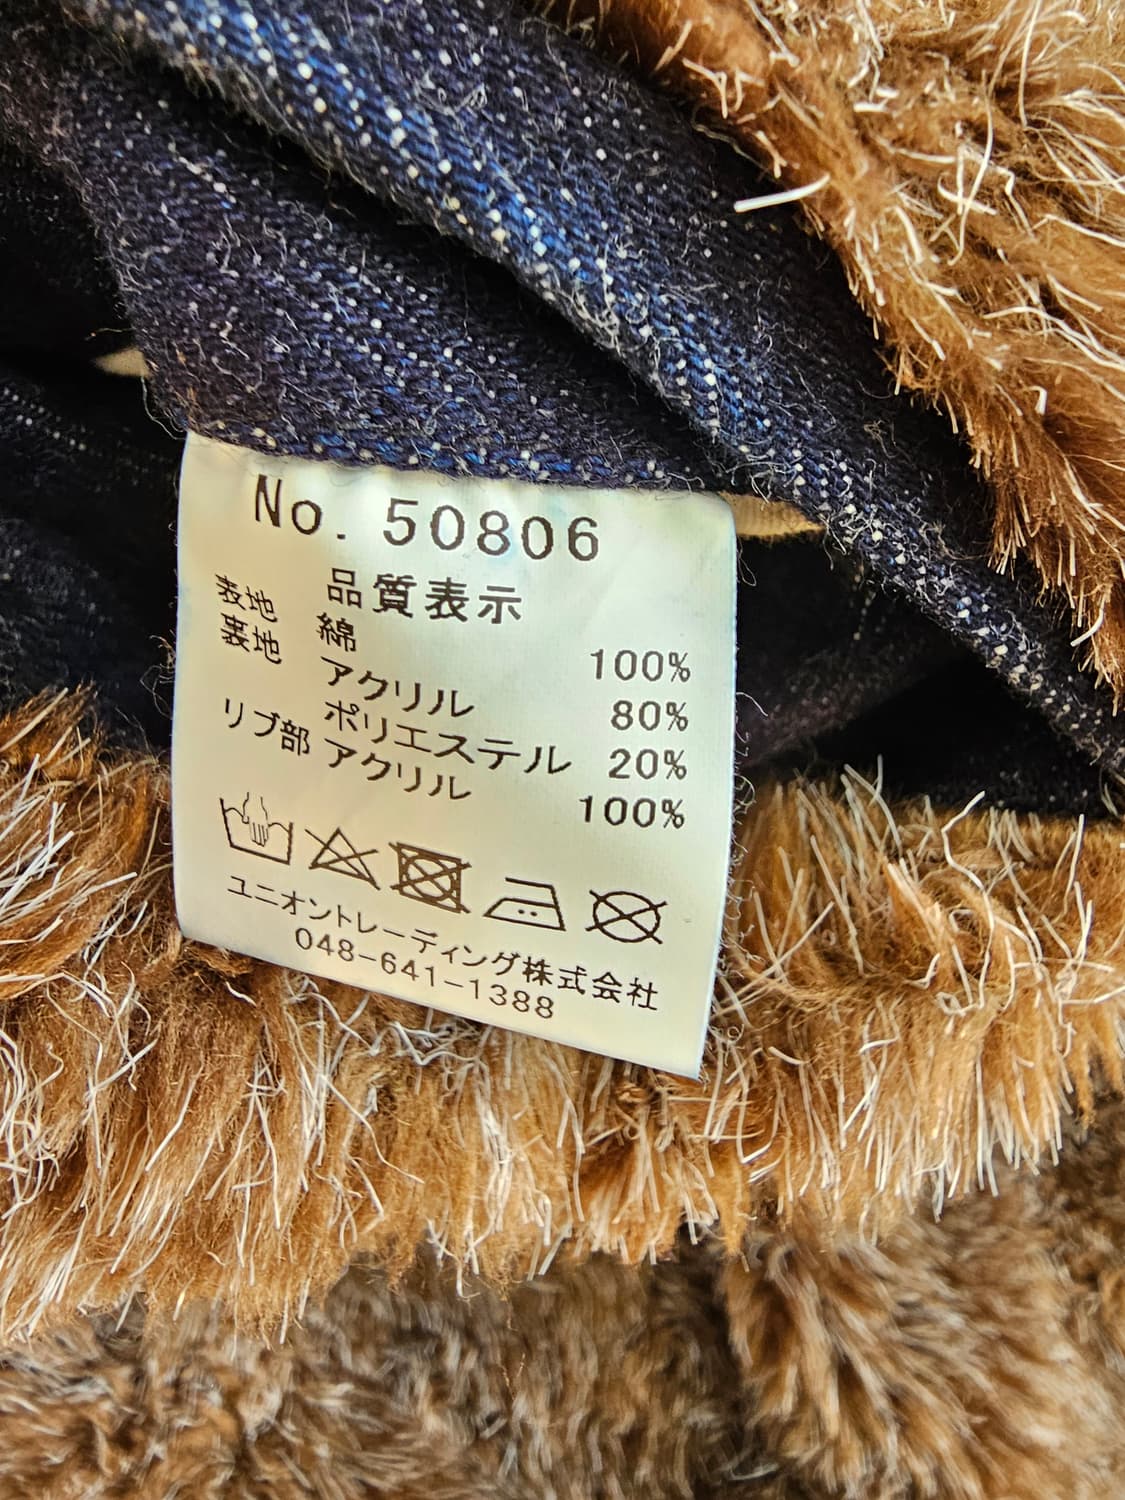 No. 50806
品質表示
表地 綿 100%
裏地 アクリル 80%
ポリエステル 20%
リブ部 アクリル 100%
ユニオントレーディング株式会社
048-641-1388